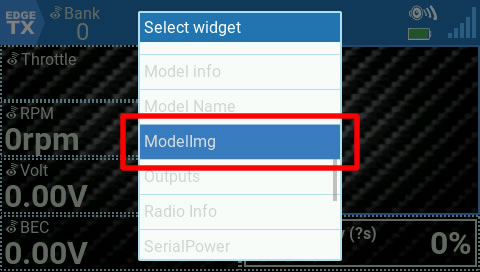 EDGE
TX
Bank
0
Select widget
Throttle
Model info
Model Name
RPM
0rpm
ModelImg
Volt
Outputs
0.00V
Radio Info
BEC
0.00V
SerialPower
(?s)
0%